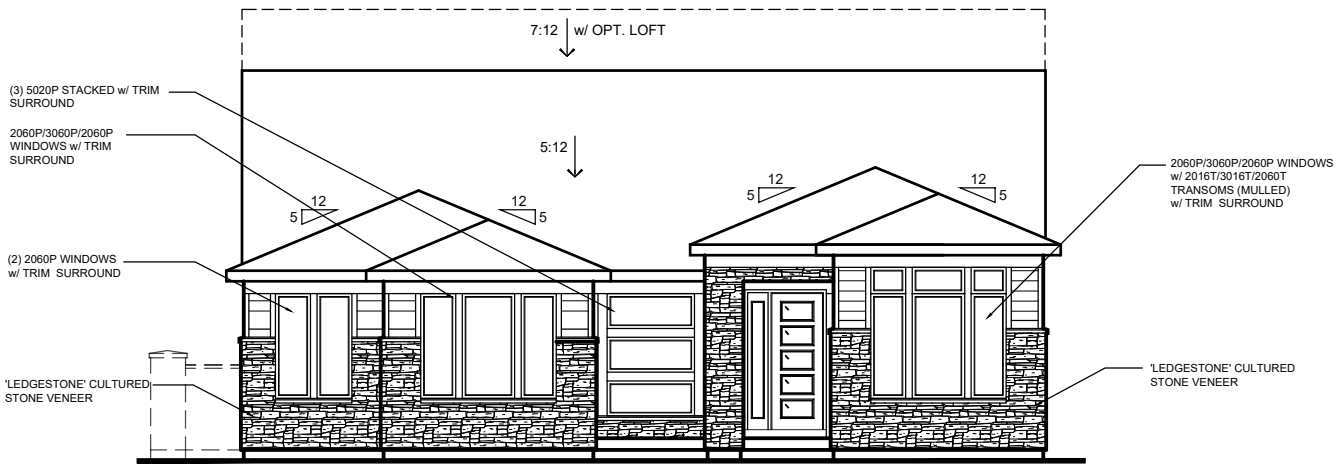 7:12 w/ OPT. LOFT
(3) 5020P STACKED w/ TRIM
SURROUND
2060P/3060P/2060P
WINDOWS w/ TRIM
SURROUND
5:12
12
5
12
5
12
5
12
5
2060P/3060P/2060P WINDOWS
w/ 2016T/3016T/2060T
TRANSOMS (MULLED)
w/ TRIM SURROUND
(2) 2060P WINDOWS
w/ TRIM SURROUND
'LEDGESTONE' CULTURED
STONE VENEER
'LEDGESTONE' CULTURED
STONE VENEER